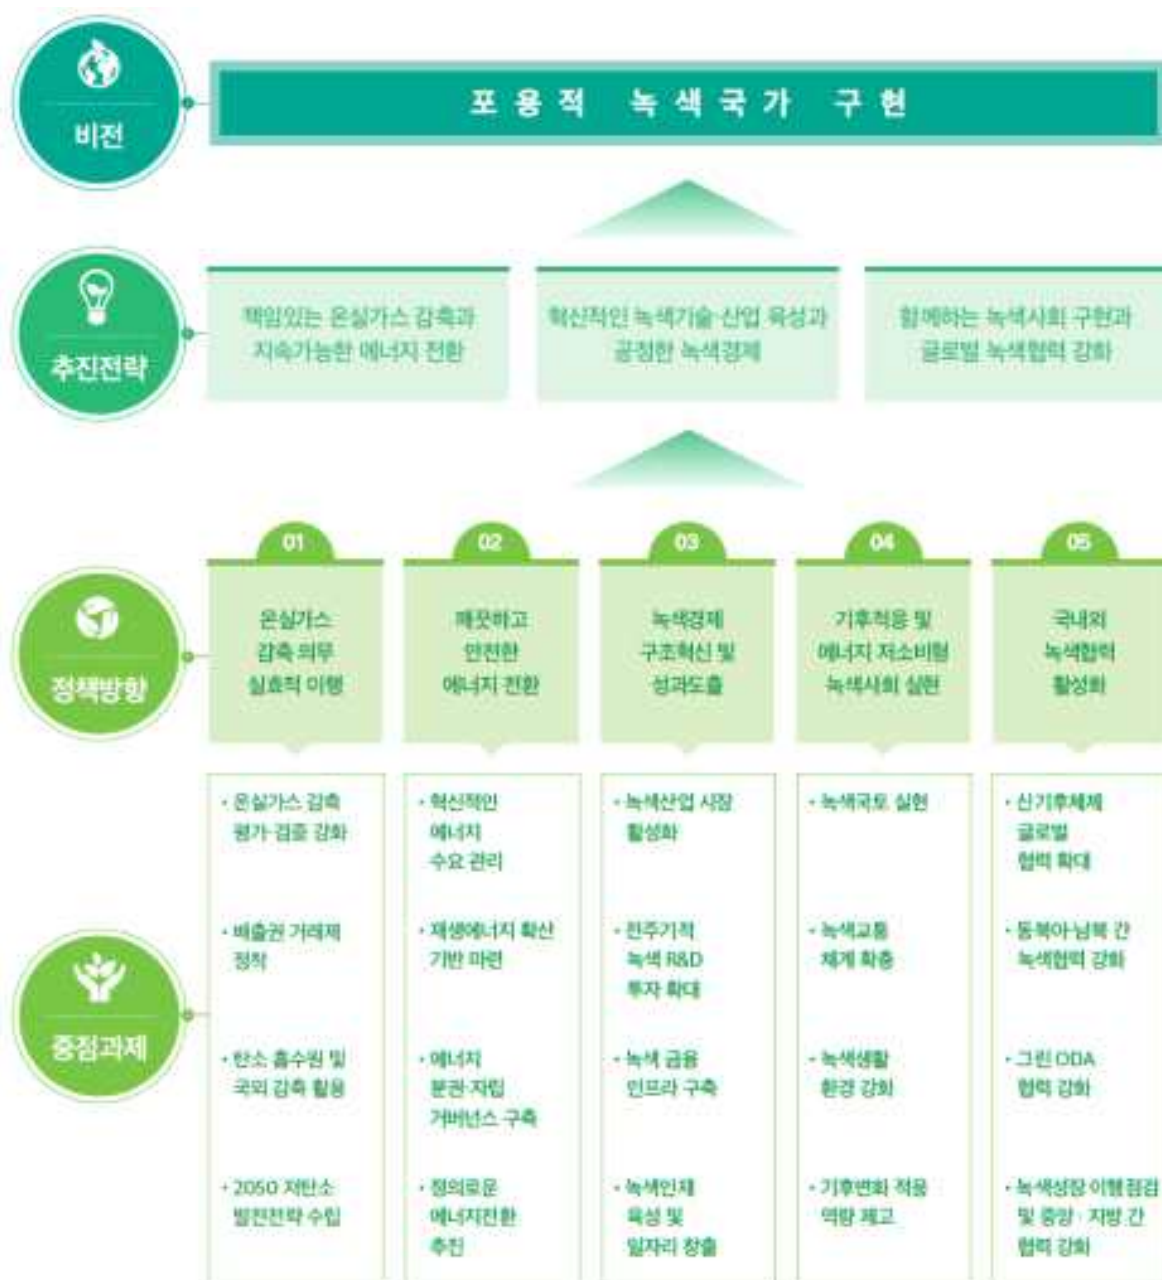 비전
포용적 녹색국가 구현
추진전략
책임있는 온실가스 감축과
지속가능한 에너지 전환
혁신적인 녹색기술·산업 육성과
공정한 녹색경제
함께하는 녹색사회 구현과
글로벌 녹색협력 강화
정책방향
01
온실가스
감축 의무
실효적 이행
02
깨끗하고
안전한
에너지 전환
03
녹색경제
구조혁신 및
성과도출
04
기후적응 및
에너지 저소비형
녹색사회 실현
05
국내외
녹색협력
활성화
중점과제
• 온실가스 감축
평가·검증 강화
• 배출권 거래제
정착
• 탄소 흡수원 및
국외 감축 활용
• 2050 저탄소
발전전략 수립
• 혁신적인
에너지
수요 관리
• 재생에너지 확산
기반 마련
• 에너지
분권·자립
거버넌스 구축
• 정의로운
에너지전환
추진
• 녹색산업 시장
활성화
• 전주기적
녹색 R&D
투자 확대
• 녹색 금융
인프라 구축
• 녹색인재
육성 및
일자리 창출
• 녹색국토 실현
• 녹색교통
체계 확충
• 녹색생활
환경 강화
• 기후변화 적응
역량 제고
• 신기후체제
글로벌
협력 확대
• 동북아·남북 간
녹색협력 강화
• 그린 ODA
협력 강화
• 녹색성장 이행점검
및 중앙·지방 간
협력 강화